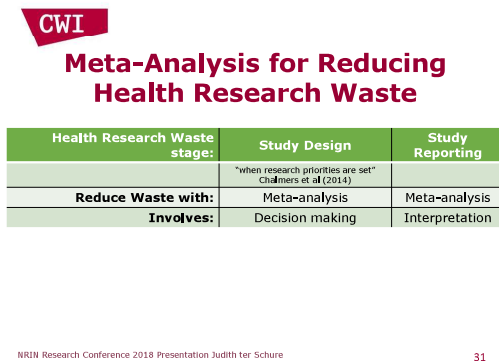 CWI
Meta-Analysis for Reducing
Health Research Waste
Health Research Waste
stage:
Study Design
Study
Reporting
"when research priorities are set"
Chalmers et al (2014)
Reduce Waste with:
Meta-analysis
Meta-analysis
Involves:
Decision making
Interpretation
NRIN Research Conference 2018 Presentation Judith ter Schure
31